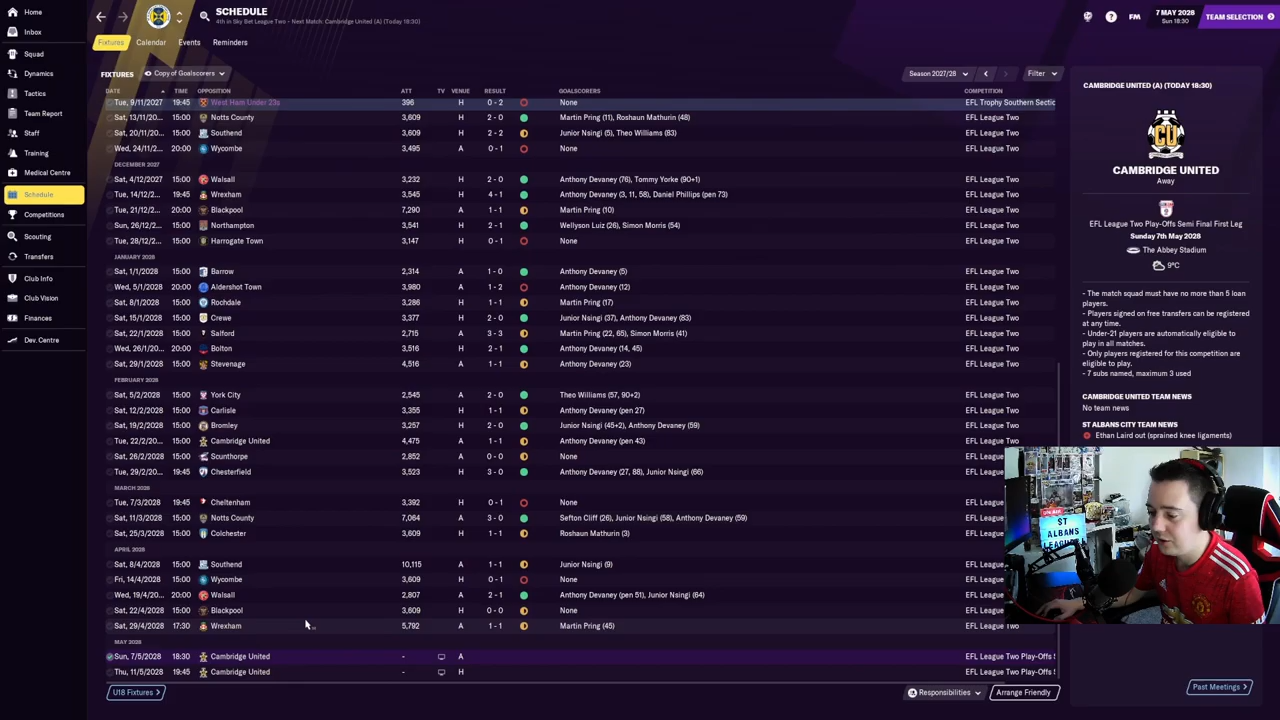 Home
Inbox
Squad
Dynamics
Tactics
Team Report
Staff
Training
Medical Centre
Schedule
Competitions
Scouting
Transfers
Club Info
Club Vision
Finances
Dev. Centre
SCHEDULE
4th in Sky Bet League Two - Next Match: Cambridge United (A) (Today 18:30)
FM
7 MAY 2028
Sun 18:30
TEAM SELECTION
Fixtures Calendar Events Reminders
FIXTURES Copy of Goalscorers Season 2027/28 Filter
DATE TIME OPPOSITION ATT TV VENUE RESULT GOALSCORERS COMPETITION
Tue, 9/11/2027 19:45 West Ham Under 23s 396 H 0 - 2 None EFL Trophy Southern Sectio
Sat, 13/11/20... 15:00 Notts County 3,609 H 2 - 0 Martin Pring (11), Roshaun Mathurin (48) EFL League Two
Sat, 20/11/20... 15:00 Southend 3,609 H 2 - 2 Junior Nsingi (5), Theo Williams (83) EFL League Two
Wed, 24/11/... 20:00 Wycombe 3,495 A 0 - 1 None EFL League Two
DECEMBER 2027
Sat, 4/12/2027 15:00 Walsall 3,232 H 2 - 0 Anthony Devaney (76), Tommy Yorke (90+1) EFL League Two
Tue, 14/12/2... 19:45 Wrexham 3,545 H 4 - 1 Anthony Devaney (3, 11, 58), Daniel Phillips (pen 73) EFL League Two
Tue, 21/12/2... 20:00 Blackpool 7,290 A 1 - 1 Martin Pring (10) EFL League Two
Sun, 26/12/... 15:00 Northampton 3,541 H 2 - 1 Wellyson Luiz (26), Simon Morris (54) EFL League Two
Tue, 28/12/... 15:00 Harrogate Town 3,147 H 0 - 1 None EFL League Two
JANUARY 2028
Sat, 1/1/2028 15:00 Barrow 2,314 A 1 - 0 Anthony Devaney (5) EFL League Two
Wed, 5/1/2028 20:00 Aldershot Town 3,980 A 1 - 2 Anthony Devaney (12) EFL League Two
Sat, 8/1/2028 15:00 Rochdale 3,286 H 1 - 1 Martin Pring (17) EFL League Two
Sat, 15/1/2028 15:00 Crewe 3,377 H 2 - 0 Junior Nsingi (37), Anthony Devaney (83) EFL League Two
Sat, 22/1/2028 15:00 Salford 2,715 A 3 - 3 Martin Pring (22, 65), Simon Morris (41) EFL League Two
Wed, 26/1/20... 20:00 Bolton 3,516 H 2 - 1 Anthony Devaney (14, 45) EFL League Two
Sat, 29/1/2028 15:00 Stevenage 4,516 A 1 - 1 Anthony Devaney (23) EFL League Two
FEBRUARY 2028
Sat, 5/2/2028 15:00 York City 2,545 A 2 - 0 Theo Williams (57, 90+2) EFL League Two
Sat, 12/2/2028 15:00 Carlisle 3,355 H 1 - 1 Anthony Devaney (pen 27) EFL League Two
Sat, 19/2/2028 15:00 Bromley 3,257 H 2 - 0 Junior Nsingi (45+2), Anthony Devaney (59) EFL League Two
Tue, 22/2/20... 15:00 Cambridge United 4,475 A 1 - 1 Anthony Devaney (pen 43) EFL League Two
Sat, 26/2/2028 15:00 Scunthorpe 2,852 A 0 - 0 None EFL League Two
Tue, 29/2/20... 19:45 Chesterfield 3,523 H 3 - 0 Anthony Devaney (27, 88), Junior Nsingi (66) EFL League
MARCH 2028
Tue, 7/3/2028 19:45 Cheltenham 3,392 H 0 - 1 None EFL League
Sat, 11/3/2028 15:00 Notts County 7,064 A 3 - 0 Sefton Cliff (26), Junior Nsingi (58), Anthony Devaney (59) EFL League
Sat, 25/3/2028 15:00 Colchester 3,609 H 1 - 1 Roshaun Mathurin (3) EFL League
APRIL 2028
Sat, 8/4/2028 15:00 Southend 10,115 A 1 - 1 Junior Nsingi (9) EFL League
Fri, 14/4/2028 15:00 Wycombe 3,609 H 0 - 1 None EFL League
Wed, 19/4/20... 20:00 Walsall 2,807 A 2 - 1 Anthony Devaney (pen 51), Junior Nsingi (64) EFL League
Sat, 22/4/2028 15:00 Blackpool 3,609 H 0 - 0 None EFL League
Sat, 29/4/2028 17:30 Wrexham 5,792 A 1 - 1 Martin Pring (45) EFL League
MAY 2028
Sun, 7/5/2028 18:30 Cambridge United - A EFL League Two Play-Offs S
Thu, 11/5/2028 19:45 Cambridge United - H EFL League Two Play-Offs S
U18 Fixtures Responsibilities Arrange Friendly
CAMBRIDGE UNITED (A) (TODAY 18:30)
CU
CAMBRIDGE UNITED
Away
EFL League Two Play-Offs Semi Final First Leg
Sunday 7th May 2028
The Abbey Stadium
9°C
- The match squad must have no more than 5 loan
players.
- Players signed on free transfers can be registered
at any time.
- Under-21 players are automatically eligible to
play in all matches.
- Only players registered for this competition are
eligible to play.
- 7 subs named, maximum 3 used
CAMBRIDGE UNITED TEAM NEWS
No team news
ST ALBANS CITY TEAM NEWS
Ethan Laird out (sprained knee ligaments)
ON AIR
ST
ALBANS
LEAGUE
Past Meetings